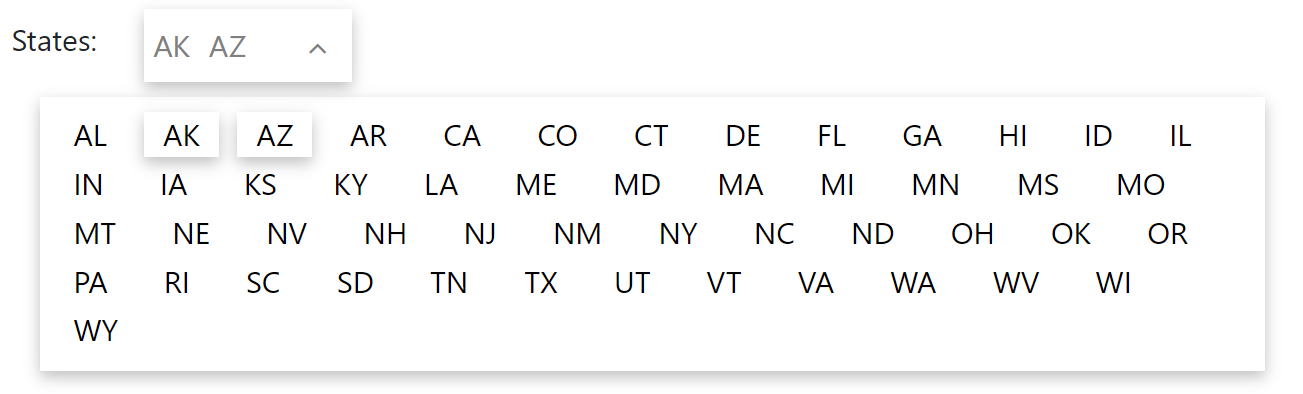 States: AK AZ
AL AK AZ AR CA CO CT DE FL GA HI ID IL
IN IA KS KY LA ME MD MA MI MN MS MO
MT NE NV NH NJ NM NY NC ND OH OK OR
PA RI SC SD TN TX UT VT VA WA WV WI
WY